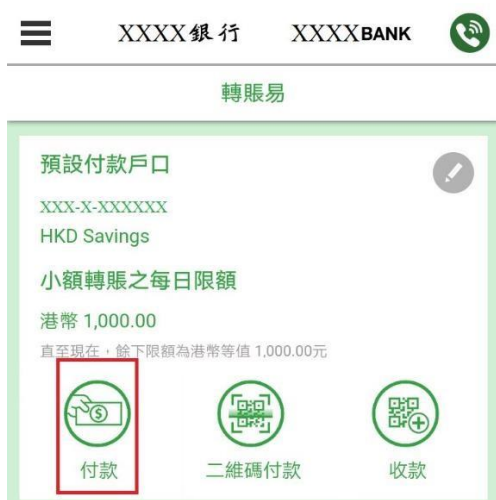 XXXX銀行 XXXXBANK
轉賬易
預設付款戶口
XXX-X-XXXXXX
HKD Savings
小額轉賬之每日限額
港幣 1,000.00
直至現在，餘下限額為港幣等值 1,000.00元
付款 二維碼付款 收款